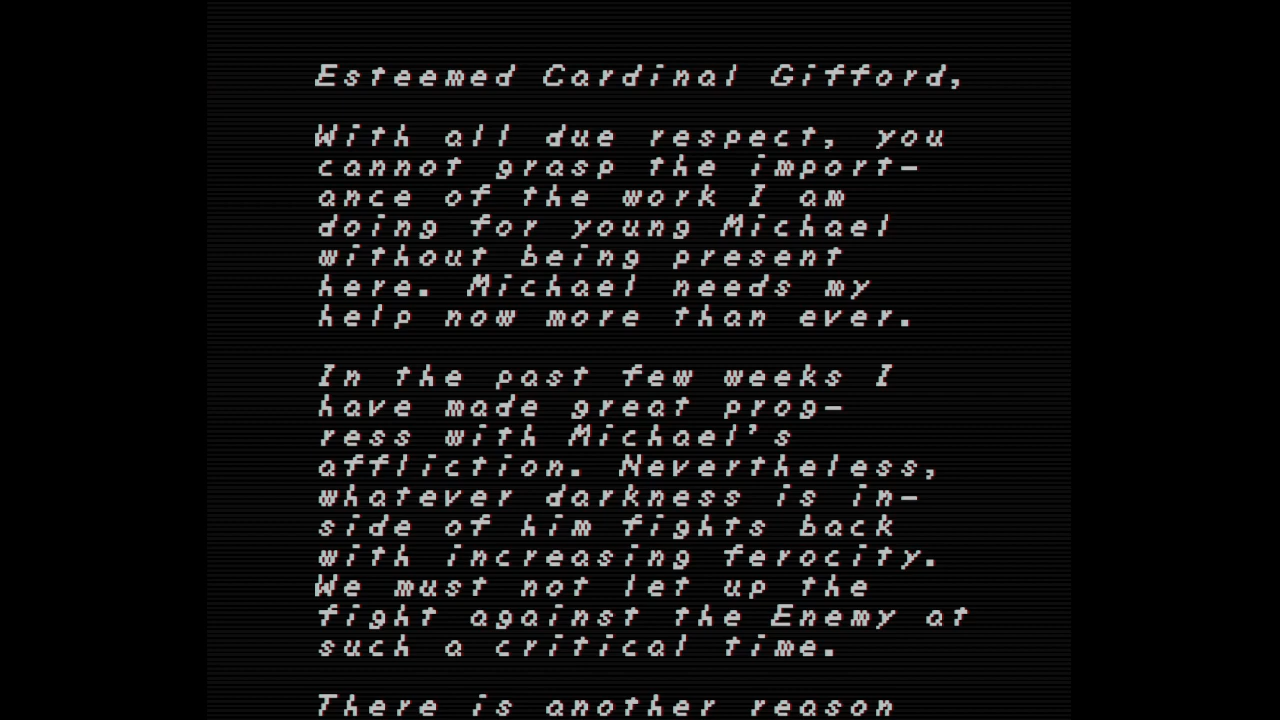 Esteemed Cardinal Gifford,
With all due respect, you
cannot grasp the import-
ance of the work I am
doing for young Michael
without being present
here. Michael needs my
help now more than ever.
In the past few weeks I
have made great prog-
ress with Michael's
affliction. Nevertheless,
whatever darkness is in-
side of him fights back
with increasing ferocity.
We must not let up the
fight against the Enemy at
such a critical time.
There is another reason